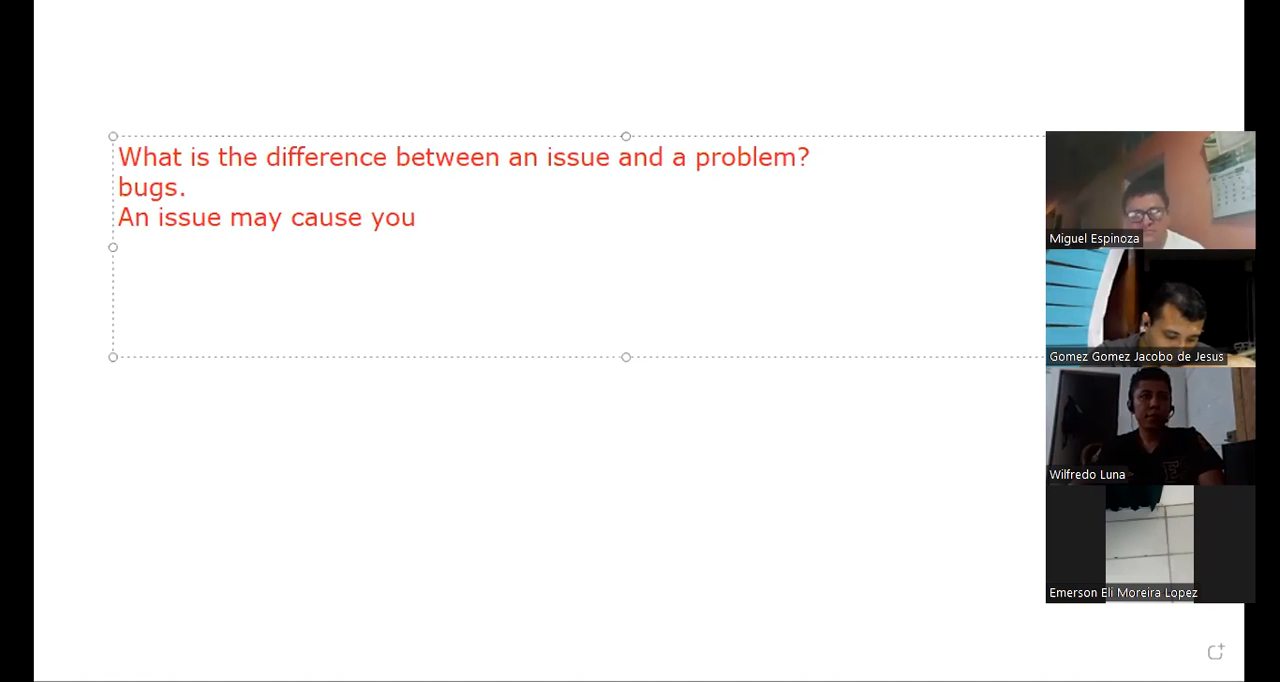 What is the difference between an issue and a problem?
bugs.
An issue may cause you
Miguel Espinoza
Gomez Gomez Jacobo de Jesus
Wilfredo Luna
Emerson Eli Moreira Lopez